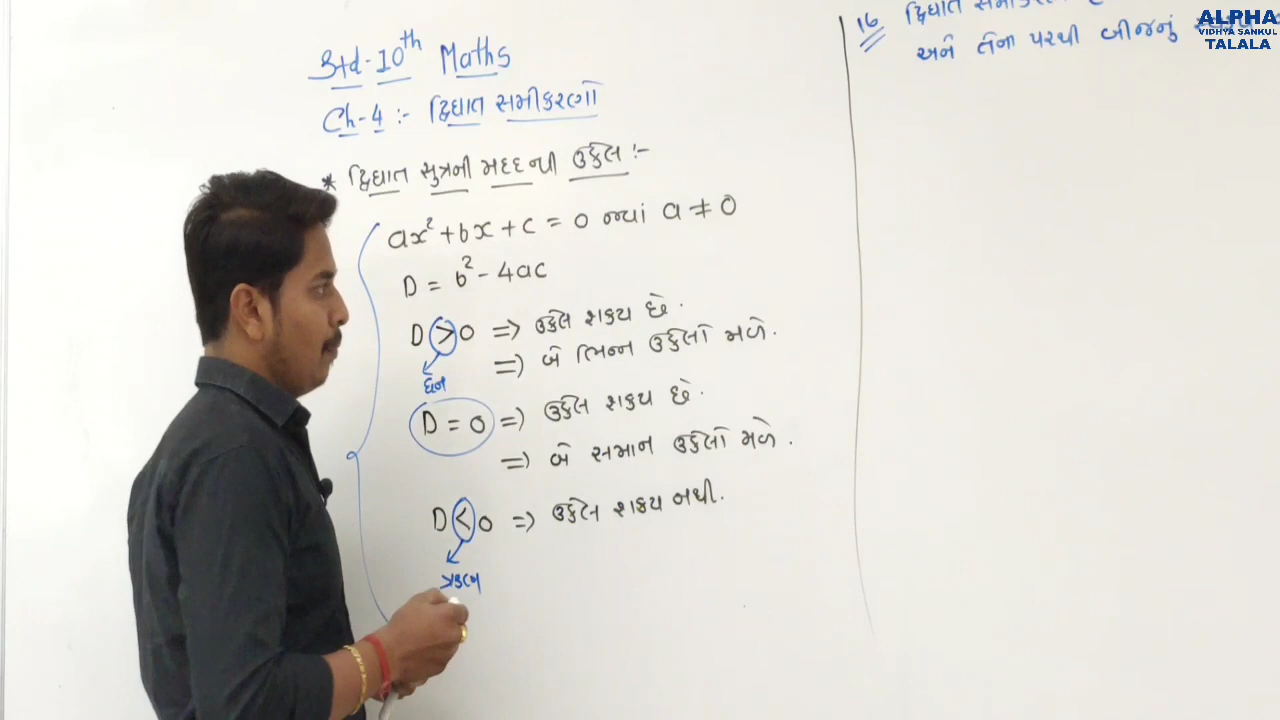 Std-10th Maths
Ch-4 :- દ્વિઘાત સમીકરણો
* દ્વિઘાત સુત્રની મદદથી ઉકેલ :-
ax²+bx+c = 0 જ્યાં a ≠ 0
D = b²-4ac
D > 0 => ઉકેલ શક્ય છે.
=> બે ભિન્ન ઉકેલો મળે.
ધન
D = 0 => ઉકેલ શક્ય છે.
=> બે સમાન ઉકેલો મળે.
D < 0 => ઉકેલ શક્ય નથી.
ઋણ
16 દ્વિઘાત
અને તેના પરથી બીજનું
ALPHA
VIDHYA SANKUL
TALALA